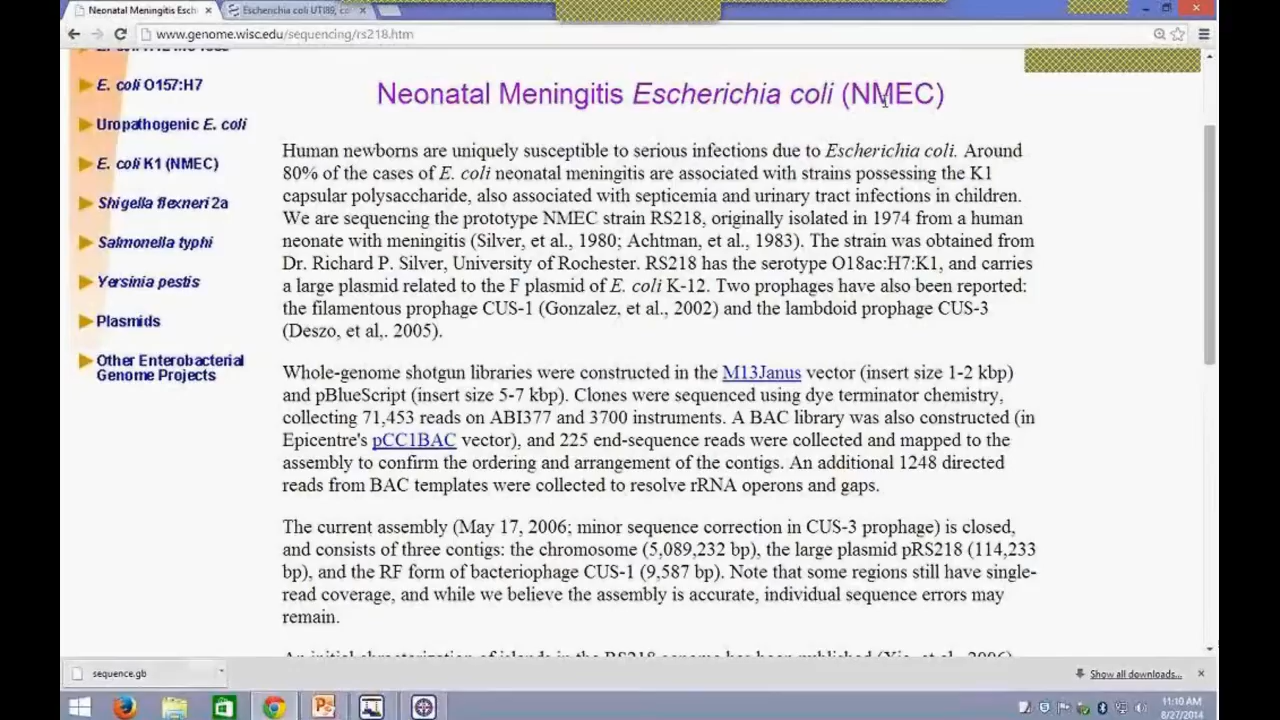 Neonatal Meningitis Esch
Escherichia coli UTI89, co
www.genome.wisc.edu/sequencing/rs218.htm
E. coli O157:H7
Uropathogenic E. coli
E. coli K1 (NMEC)
Shigella flexneri 2a
Salmonella typhi
Yersinia pestis
Plasmids
Other Enterobacterial
Genome Projects
Neonatal Meningitis Escherichia coli (NMEC)
Human newborns are uniquely susceptible to serious infections due to Escherichia coli. Around
80% of the cases of E. coli neonatal meningitis are associated with strains possessing the K1
capsular polysaccharide, also associated with septicemia and urinary tract infections in children.
We are sequencing the prototype NMEC strain RS218, originally isolated in 1974 from a human
neonate with meningitis (Silver, et al., 1980; Achtman, et al., 1983). The strain was obtained from
Dr. Richard P. Silver, University of Rochester. RS218 has the serotype O18ac:H7:K1, and carries
a large plasmid related to the F plasmid of E. coli K-12. Two prophages have also been reported:
the filamentous prophage CUS-1 (Gonzalez, et al., 2002) and the lambdoid prophage CUS-3
(Deszo, et al,. 2005).
Whole-genome shotgun libraries were constructed in the M13Janus vector (insert size 1-2 kbp)
and pBlueScript (insert size 5-7 kbp). Clones were sequenced using dye terminator chemistry,
collecting 71,453 reads on ABI377 and 3700 instruments. A BAC library was also constructed (in
Epicentre's pCC1BAC vector), and 225 end-sequence reads were collected and mapped to the
assembly to confirm the ordering and arrangement of the contigs. An additional 1248 directed
reads from BAC templates were collected to resolve rRNA operons and gaps.
The current assembly (May 17, 2006; minor sequence correction in CUS-3 prophage) is closed,
and consists of three contigs: the chromosome (5,089,232 bp), the large plasmid pRS218 (114,233
bp), and the RF form of bacteriophage CUS-1 (9,587 bp). Note that some regions still have single-
read coverage, and while we believe the assembly is accurate, individual sequence errors may
remain.
sequence.gb
Show all downloads...
11:10 AM
8/27/2014